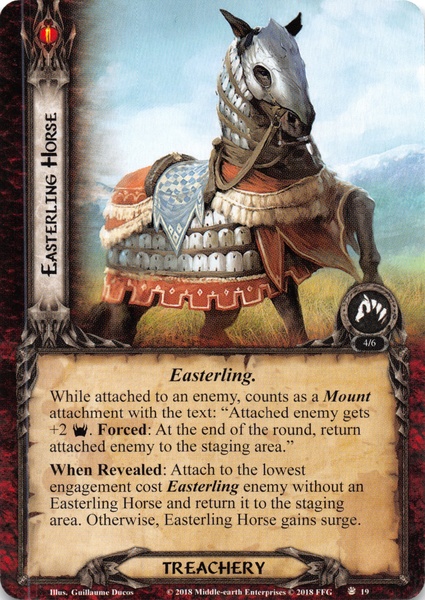 EASTERLING HORSE
4/6
Easterling.
While attached to an enemy, counts as a Mount
attachment with the text: “Attached enemy gets
+2 . Forced: At the end of the round, return
attached enemy to the staging area.”
When Revealed: Attach to the lowest
engagement cost Easterling enemy without an
Easterling Horse and return it to the staging
area. Otherwise, Easterling Horse gains surge.
TREACHERY
Illus. Guillaume Ducos © 2018 Middle-earth Enterprises © 2018 FFG 19